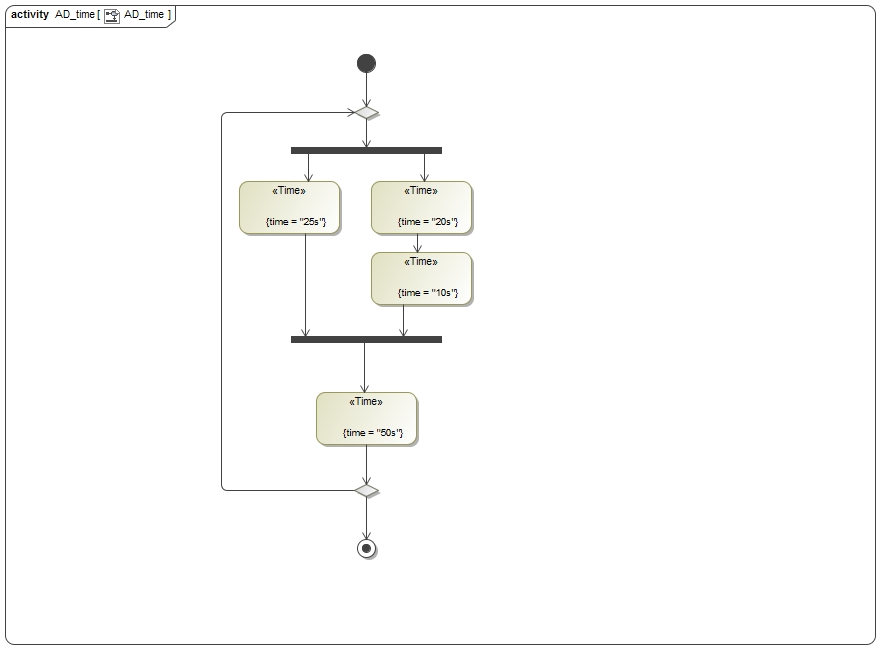 activity AD_time [ AD_time ]
«Time» «Time»
{time = "25s"} {time = "20s"}
«Time»
{time = "10s"}
«Time»
{time = "50s"}